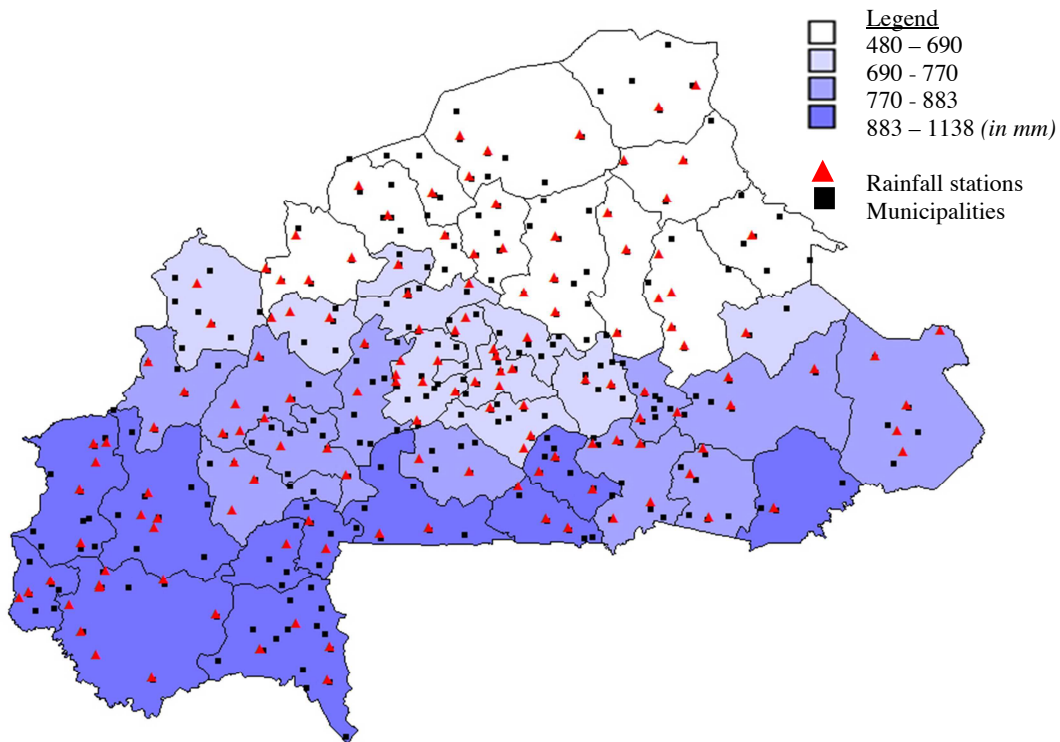 Legend
480 – 690
690 - 770
770 - 883
883 – 1138 (in mm)
Rainfall stations
Municipalities